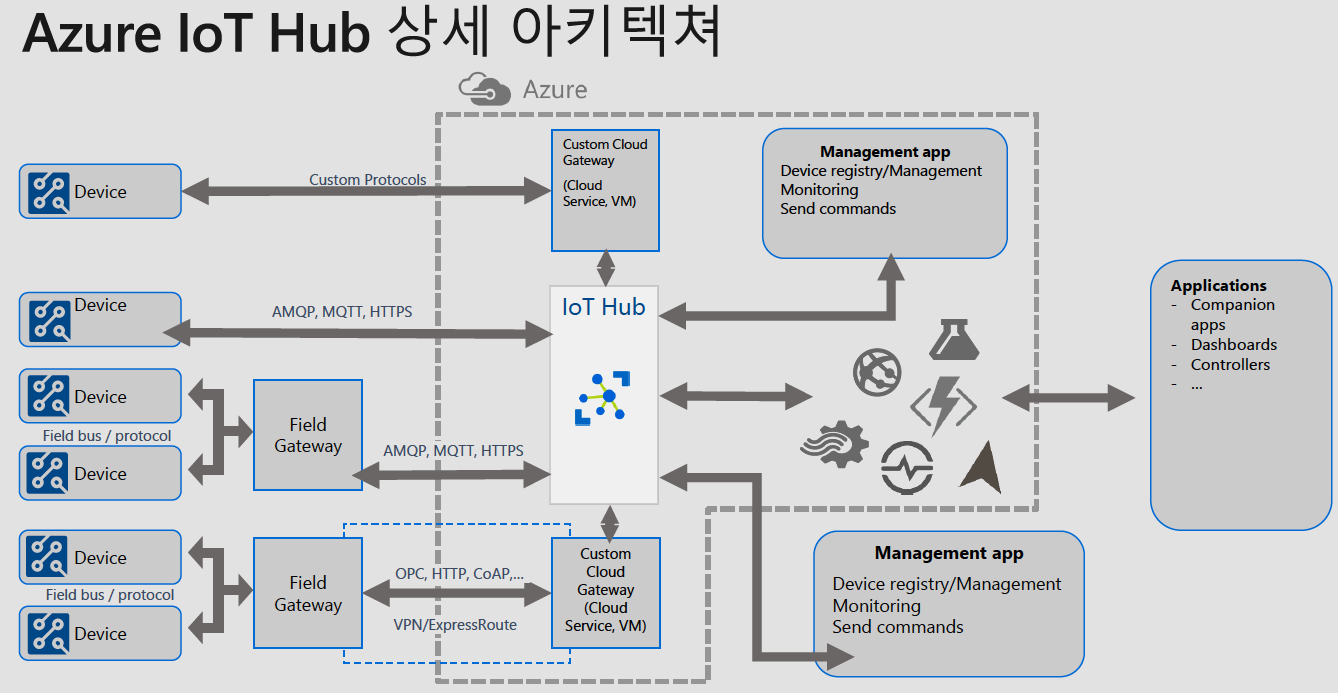 Azure IoT Hub 상세 아키텍쳐
Azure
Device
Custom Protocols
Custom Cloud
Gateway
(Cloud
Service, VM)
Management app
Device registry/Management
Monitoring
Send commands
Device
AMQP, MQTT, HTTPS
IoT Hub
Applications
- Companion
apps
- Dashboards
- Controllers
- ...
Device
Field bus / protocol
Device
Field
Gateway
AMQP, MQTT, HTTPS
Device
Field bus / protocol
Device
Field
Gateway
OPC, HTTP, CoAP,...
VPN/ExpressRoute
Custom
Cloud
Gateway
(Cloud
Service, VM)
Management app
Device registry/Management
Monitoring
Send commands